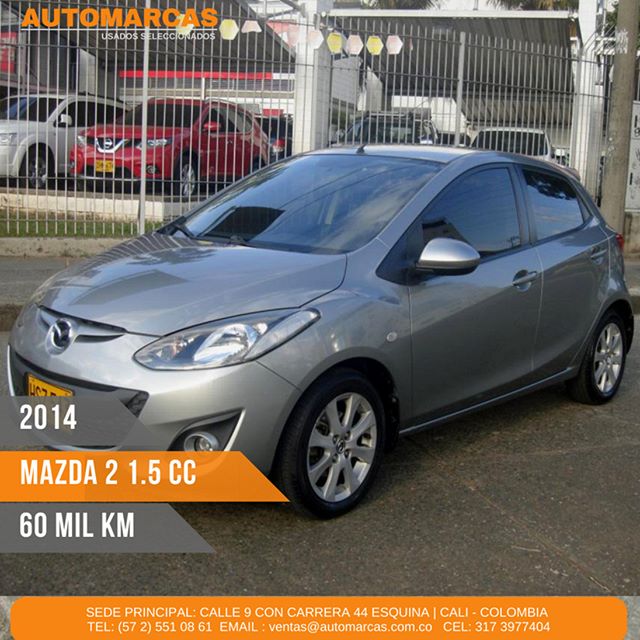 AUTOMARCAS
USADOS SELECCIONADOS
2014
MAZDA 2 1.5 CC
60 MIL KM
SEDE PRINCIPAL: CALLE 9 CON CARRERA 44 ESQUINA | CALI - COLOMBIA
TEL: (57 2) 551 08 61 EMAIL : ventas@automarcas.com.co CEL: 317 3977404